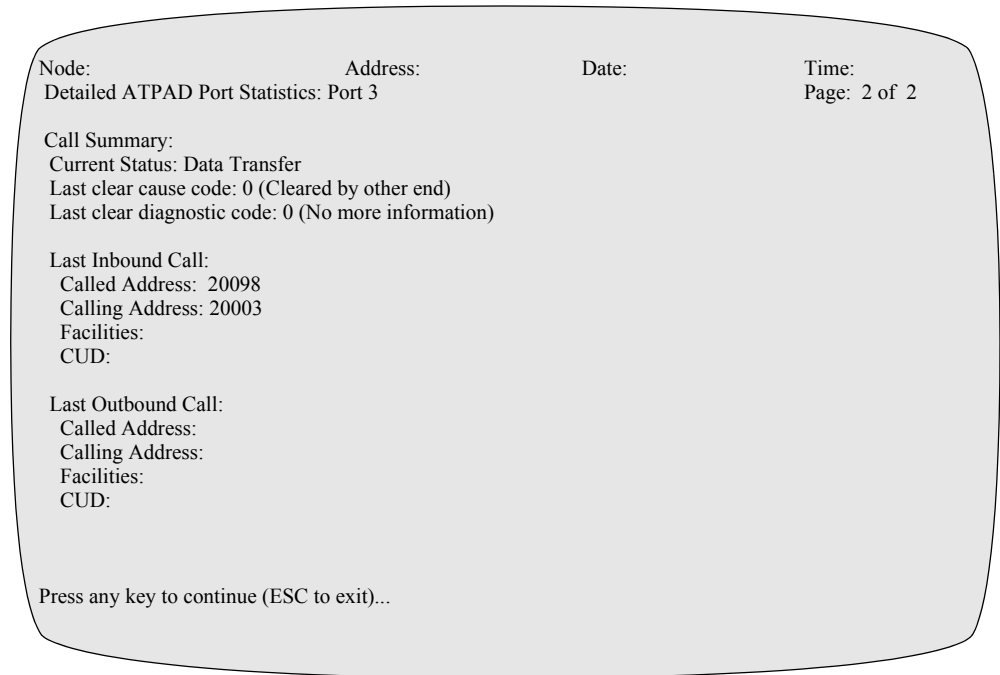 Node: Address: Date: Time:
Detailed ATPAD Port Statistics: Port 3 Page: 2 of 2
Call Summary:
Current Status: Data Transfer
Last clear cause code: 0 (Cleared by other end)
Last clear diagnostic code: 0 (No more information)
Last Inbound Call:
Called Address: 20098
Calling Address: 20003
Facilities:
CUD:
Last Outbound Call:
Called Address:
Calling Address:
Facilities:
CUD:
Press any key to continue (ESC to exit)...